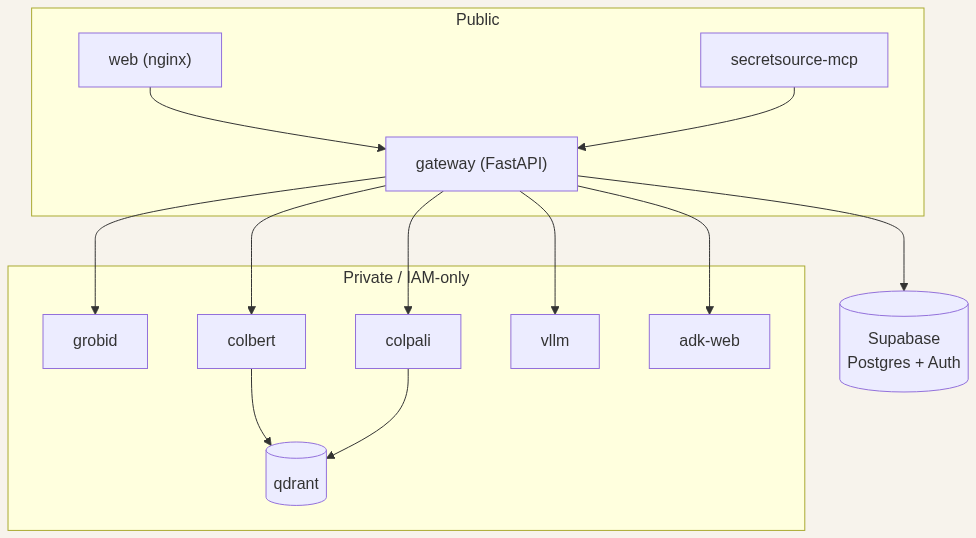 Public
web (nginx)
secretsource-mcp
gateway (FastAPI)
Private / IAM-only
grobid
colbert
colpali
vllm
adk-web
Supabase
Postgres + Auth
qdrant